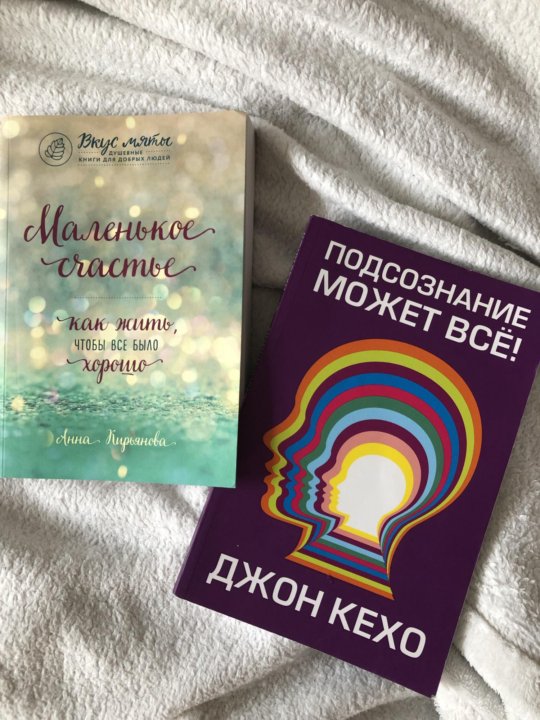 Вкус мяты
ДУШЕВНЫЕ
КНИГИ ДЛЯ ДОБРЫХ ЛЮДЕЙ
Маленькое
счастье
как жить,
ЧТОБЫ ВСЕ БЫЛО
хорошо
Анна Кирьянова
ПОДСОЗНАНИЕ
МОЖЕТ ВСЁ!
ДЖОН КЕХО